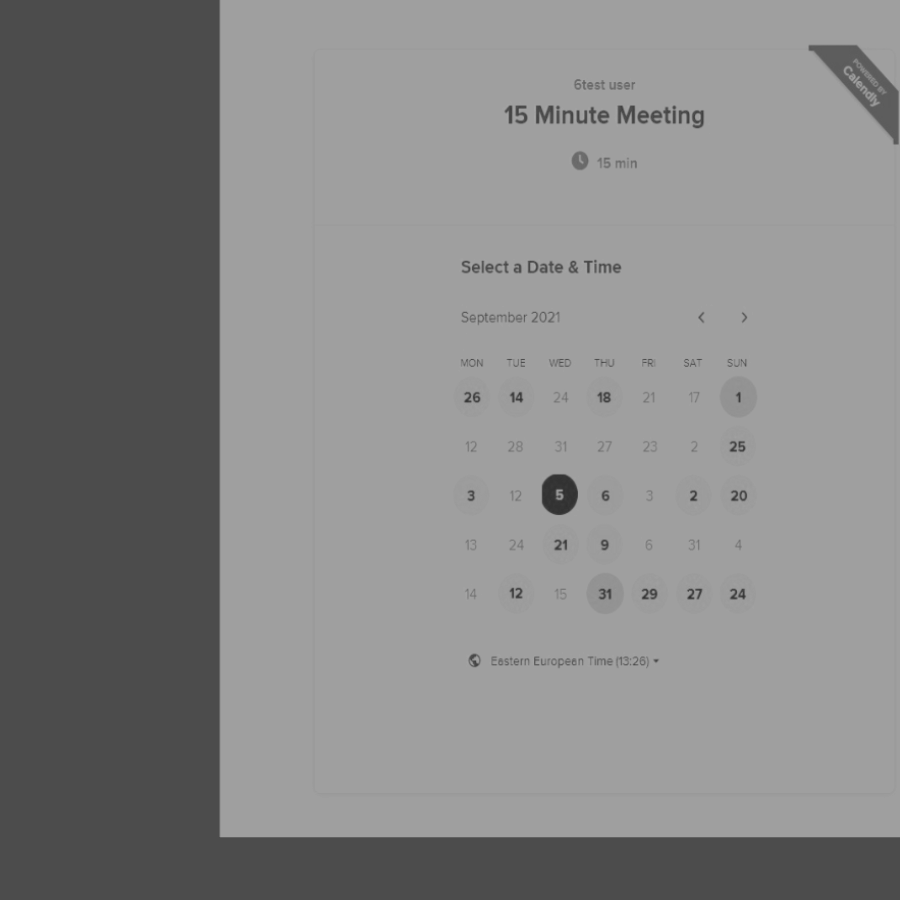 POWERED BY
Calendly
6test user
15 Minute Meeting
15 min
Select a Date & Time
September 2021
MON TUE WED THU FRI SAT SUN
26 14 24 18 21 17 1
12 28 31 27 23 2 25
3 12 5 6 3 2 20
13 24 21 9 6 31 4
14 12 15 31 29 27 24
Eastern European Time (13:26)